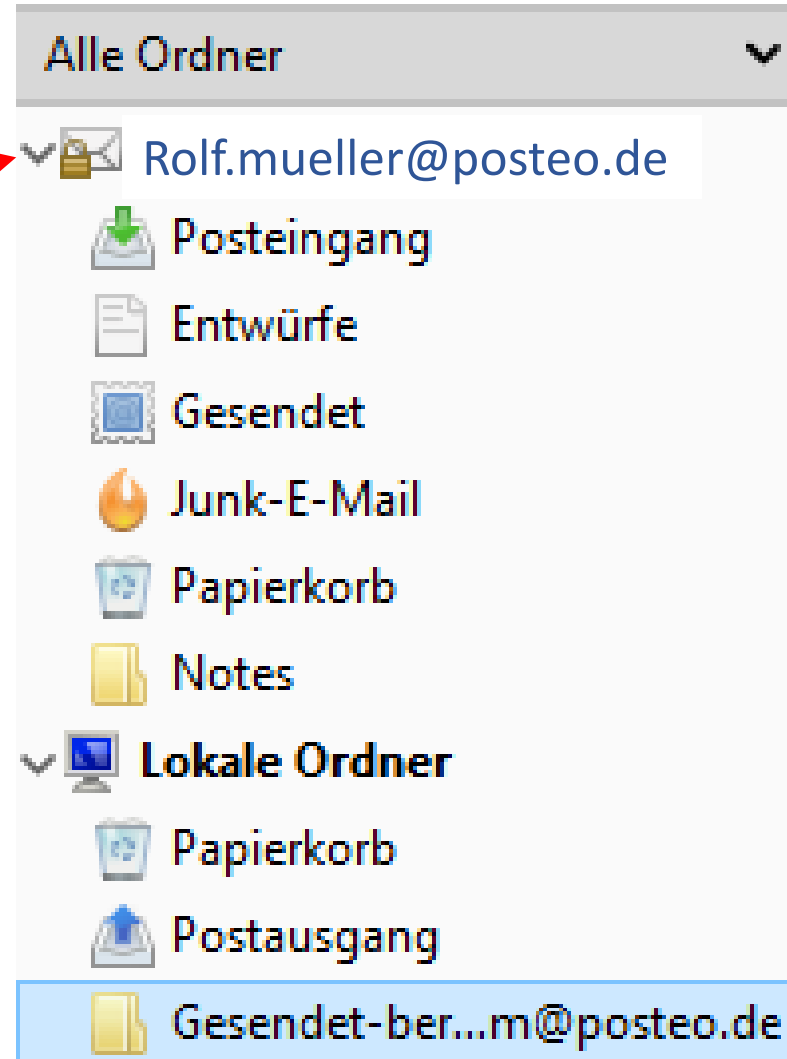 Alle Ordner
Rolf.mueller@posteo.de
Posteingang
Entwürfe
Gesendet
Junk-E-Mail
Papierkorb
Notes
Lokale Ordner
Papierkorb
Postausgang
Gesendet-ber...m@posteo.de